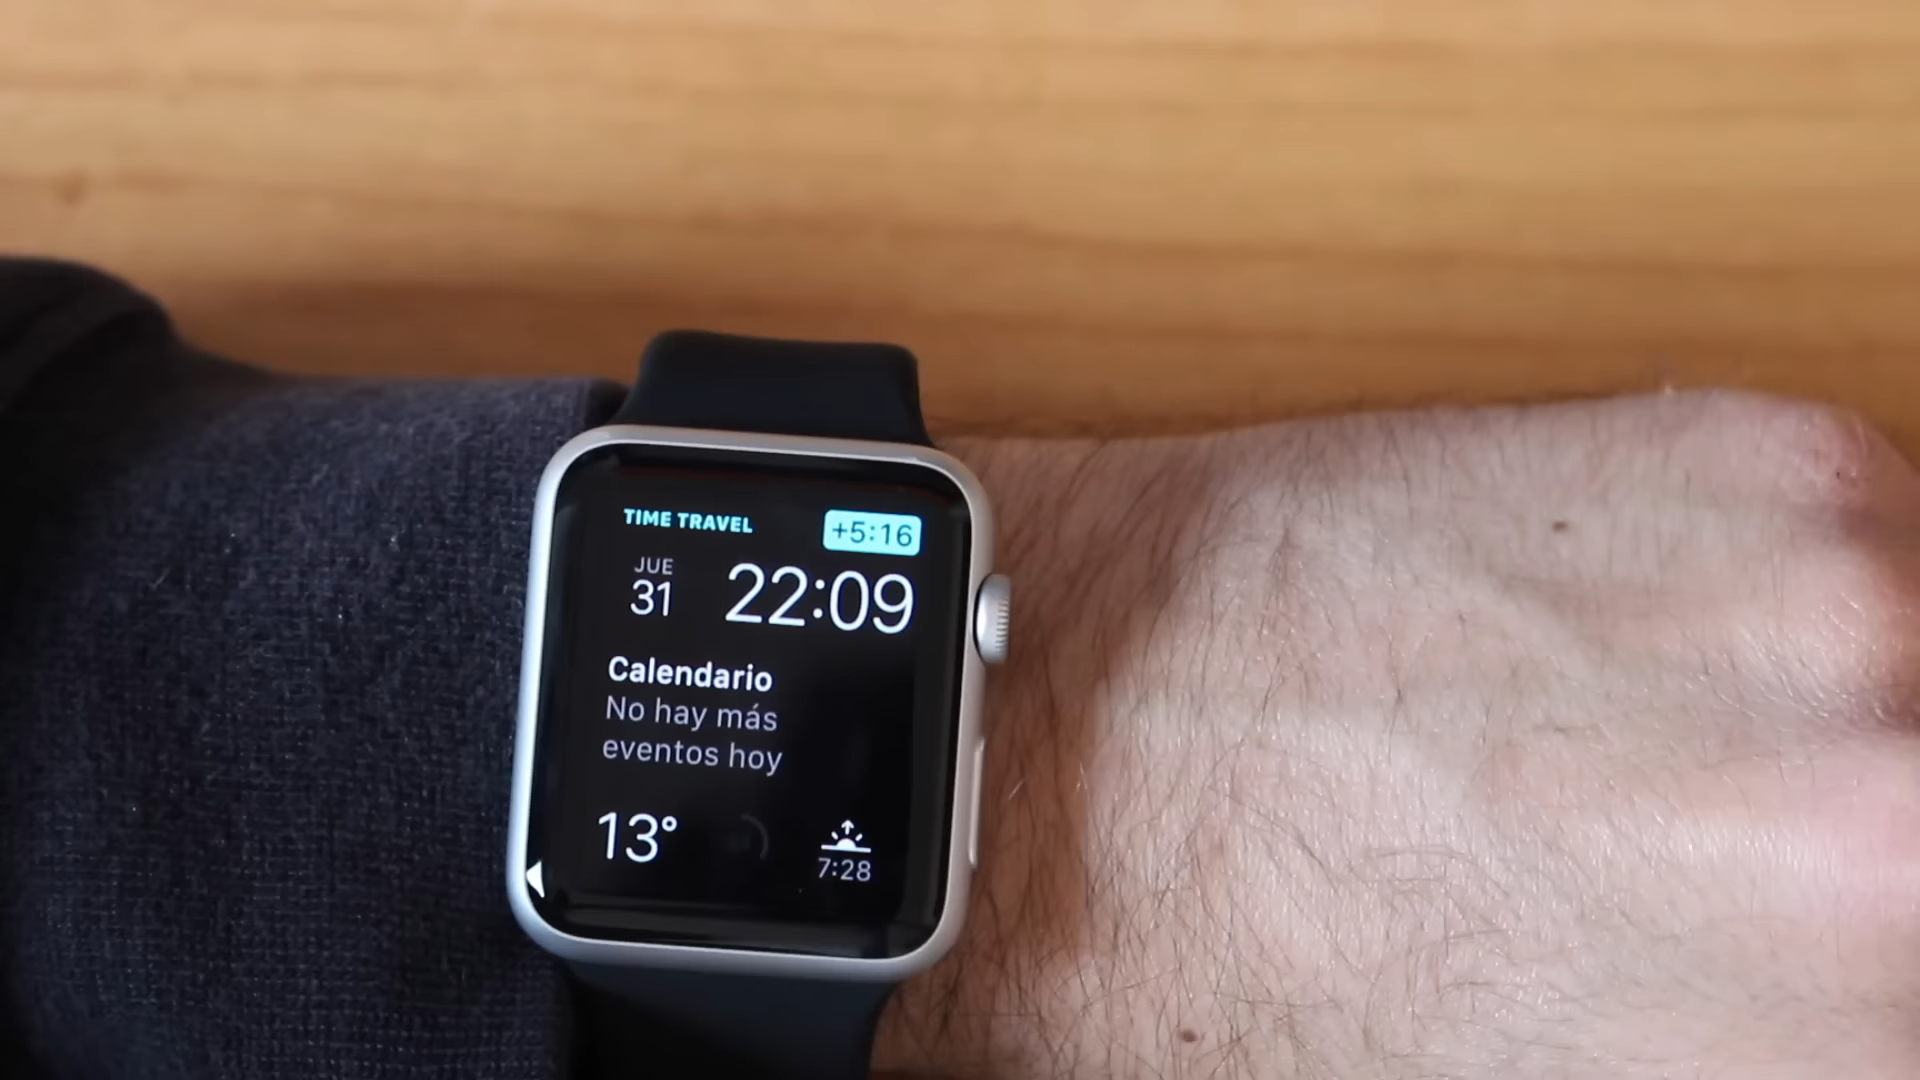 TIME TRAVEL +5:16
JUE
31 22:09
Calendario
No hay más
eventos hoy
13°
7:28